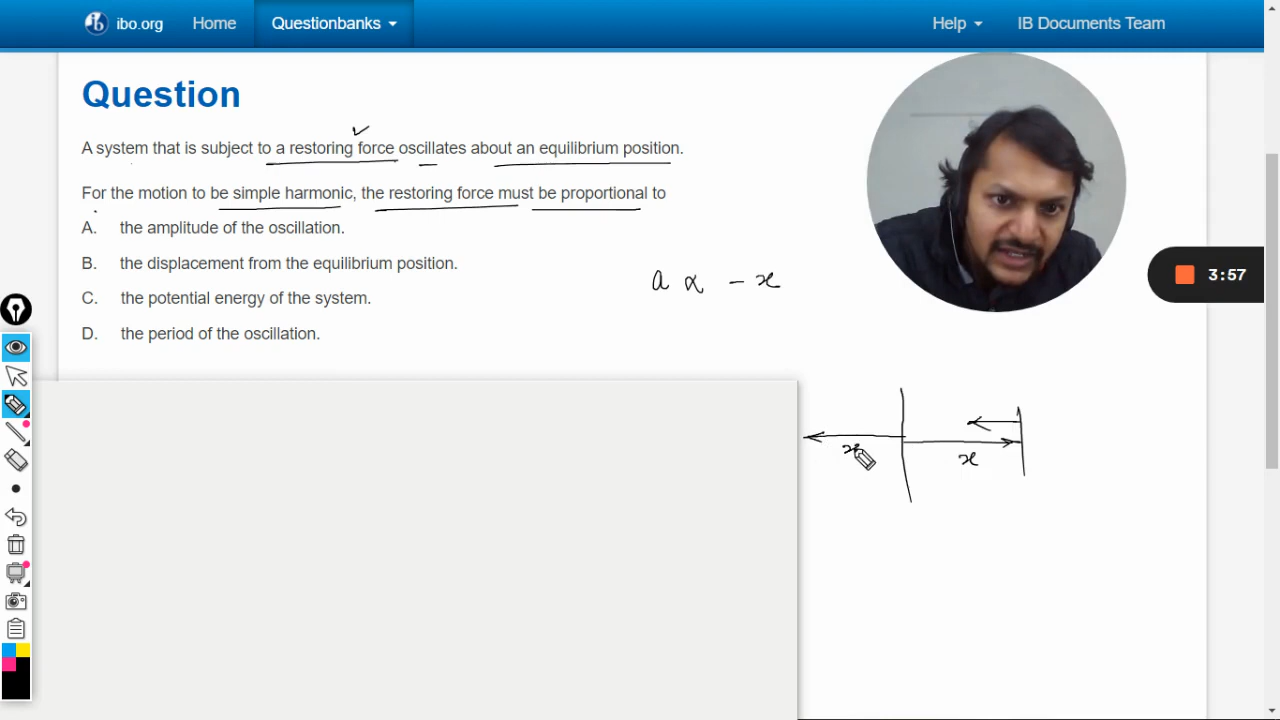 ibo.org Home Questionbanks Help IB Documents Team
Question
A system that is subject to a restoring force oscillates about an equilibrium position.
For the motion to be simple harmonic, the restoring force must be proportional to
A. the amplitude of the oscillation.
B. the displacement from the equilibrium position.
C. the potential energy of the system.
D. the period of the oscillation.
a ∝ - x
3:57
x x